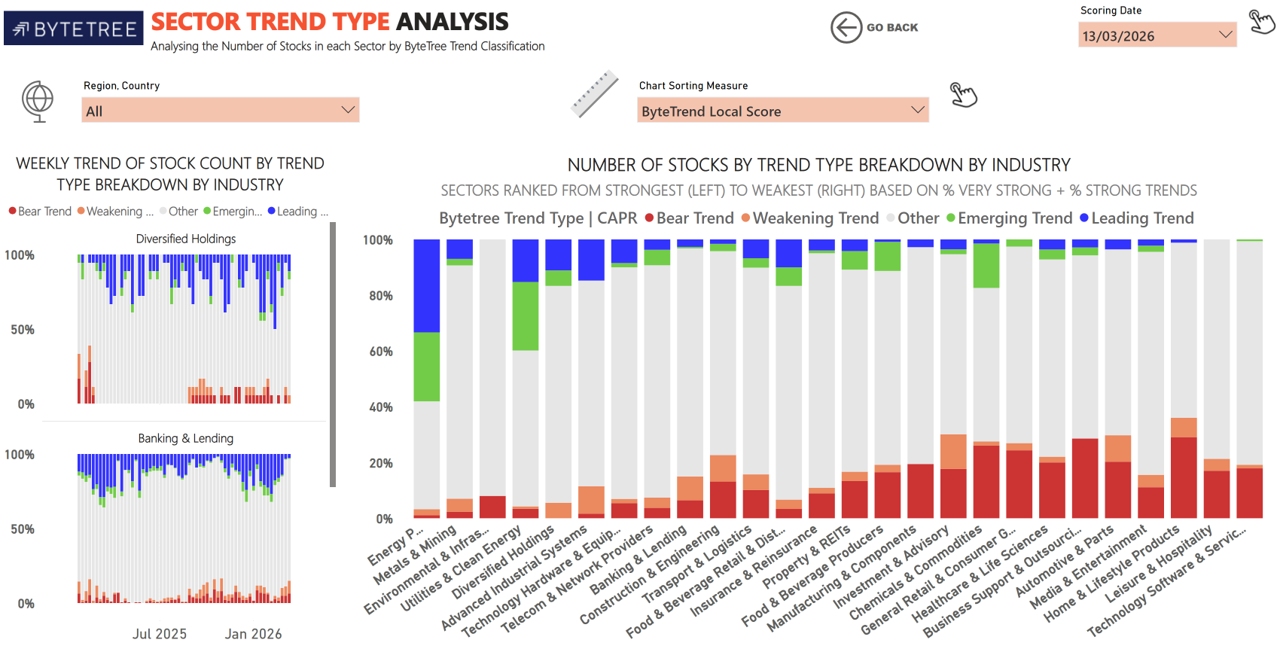 BYTETREE
SECTOR TREND TYPE ANALYSIS
Analysing the Number of Stocks in each Sector by ByteTree Trend Classification
GO BACK
Scoring Date
13/03/2026
Region, Country
All
Chart Sorting Measure
ByteTrend Local Score
WEEKLY TREND OF STOCK COUNT BY TREND
TYPE BREAKDOWN BY INDUSTRY
Bear Trend Weakening ... Other Emergin... Leading ...
Diversified Holdings
100%
50%
0%
Banking & Lending
100%
50%
0%
Jul 2025 Jan 2026
NUMBER OF STOCKS BY TREND TYPE BREAKDOWN BY INDUSTRY
SECTORS RANKED FROM STRONGEST (LEFT) TO WEAKEST (RIGHT) BASED ON % VERY STRONG + % STRONG TRENDS
Bytetree Trend Type | CAPR Bear Trend Weakening Trend Other Emerging Trend Leading Trend
100%
80%
60%
40%
20%
0%
Energy P...
Metals & Mining
Environmental & Infras...
Utilities & Clean Energy
Diversified Holdings
Advanced Industrial Systems
Technology Hardware & Equip...
Telecom & Network Providers
Banking & Lending
Construction & Engineering
Transport & Logistics
Food & Beverage Retail & Dist...
Insurance & Reinsurance
Property & REITs
Food & Beverage Producers
Manufacturing & Components
Investment & Advisory
Chemicals & Commodities
General Retail & Consumer G...
Healthcare & Life Sciences
Business Support & Outsourci...
Automotive & Parts
Media & Entertainment
Home & Lifestyle Products
Leisure & Hospitality
Technology Software & Servic...